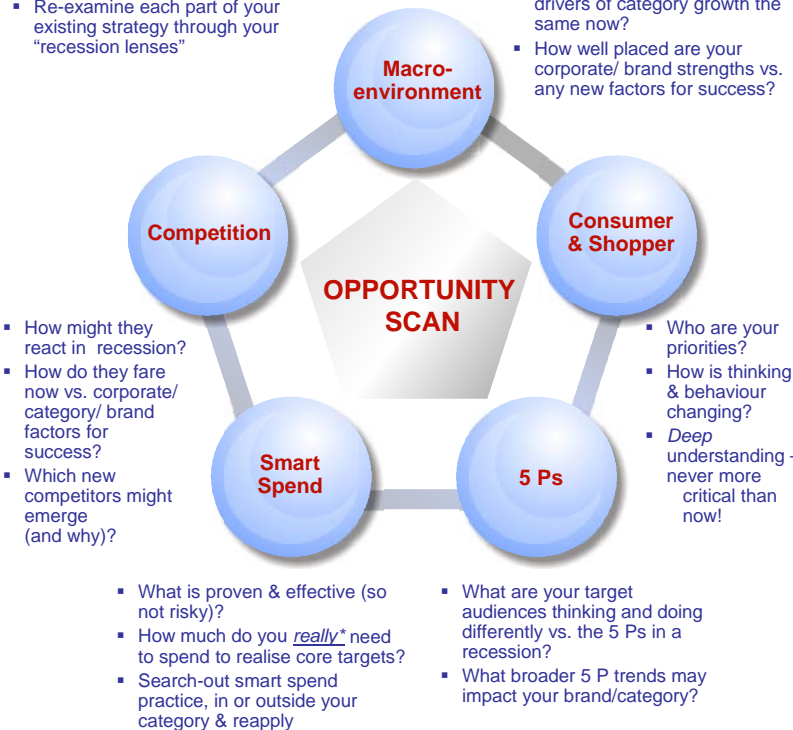 ▪ Re-examine each part of your
existing strategy through your
“recession lenses”
drivers of category growth the
same now?
▪ How well placed are your
corporate/ brand strengths vs.
any new factors for success?
Macro-
environment
Competition
Consumer
& Shopper
OPPORTUNITY
SCAN
▪ How might they
react in recession?
▪ How do they fare
now vs. corporate/
category/ brand
factors for
success?
▪ Which new
competitors might
emerge
(and why)?
▪ Who are your
priorities?
▪ How is thinking
& behaviour
changing?
▪ Deep
understanding -
never more
critical than
now!
Smart
Spend
5 Ps
▪ What is proven & effective (so
not risky)?
▪ How much do you really* need
to spend to realise core targets?
▪ Search-out smart spend
practice, in or outside your
category & reapply
▪ What are your target
audiences thinking and doing
differently vs. the 5 Ps in a
recession?
▪ What broader 5 P trends may
impact your brand/category?